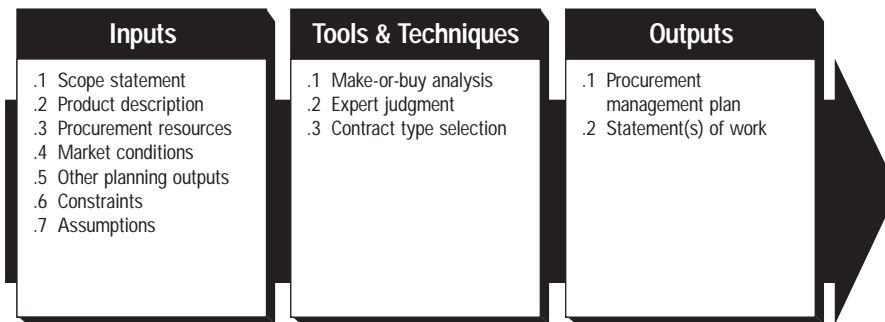 Inputs
.1 Scope statement
.2 Product description
.3 Procurement resources
.4 Market conditions
.5 Other planning outputs
.6 Constraints
.7 Assumptions
Tools & Techniques
.1 Make-or-buy analysis
.2 Expert judgment
.3 Contract type selection
Outputs
.1 Procurement
management plan
.2 Statement(s) of work